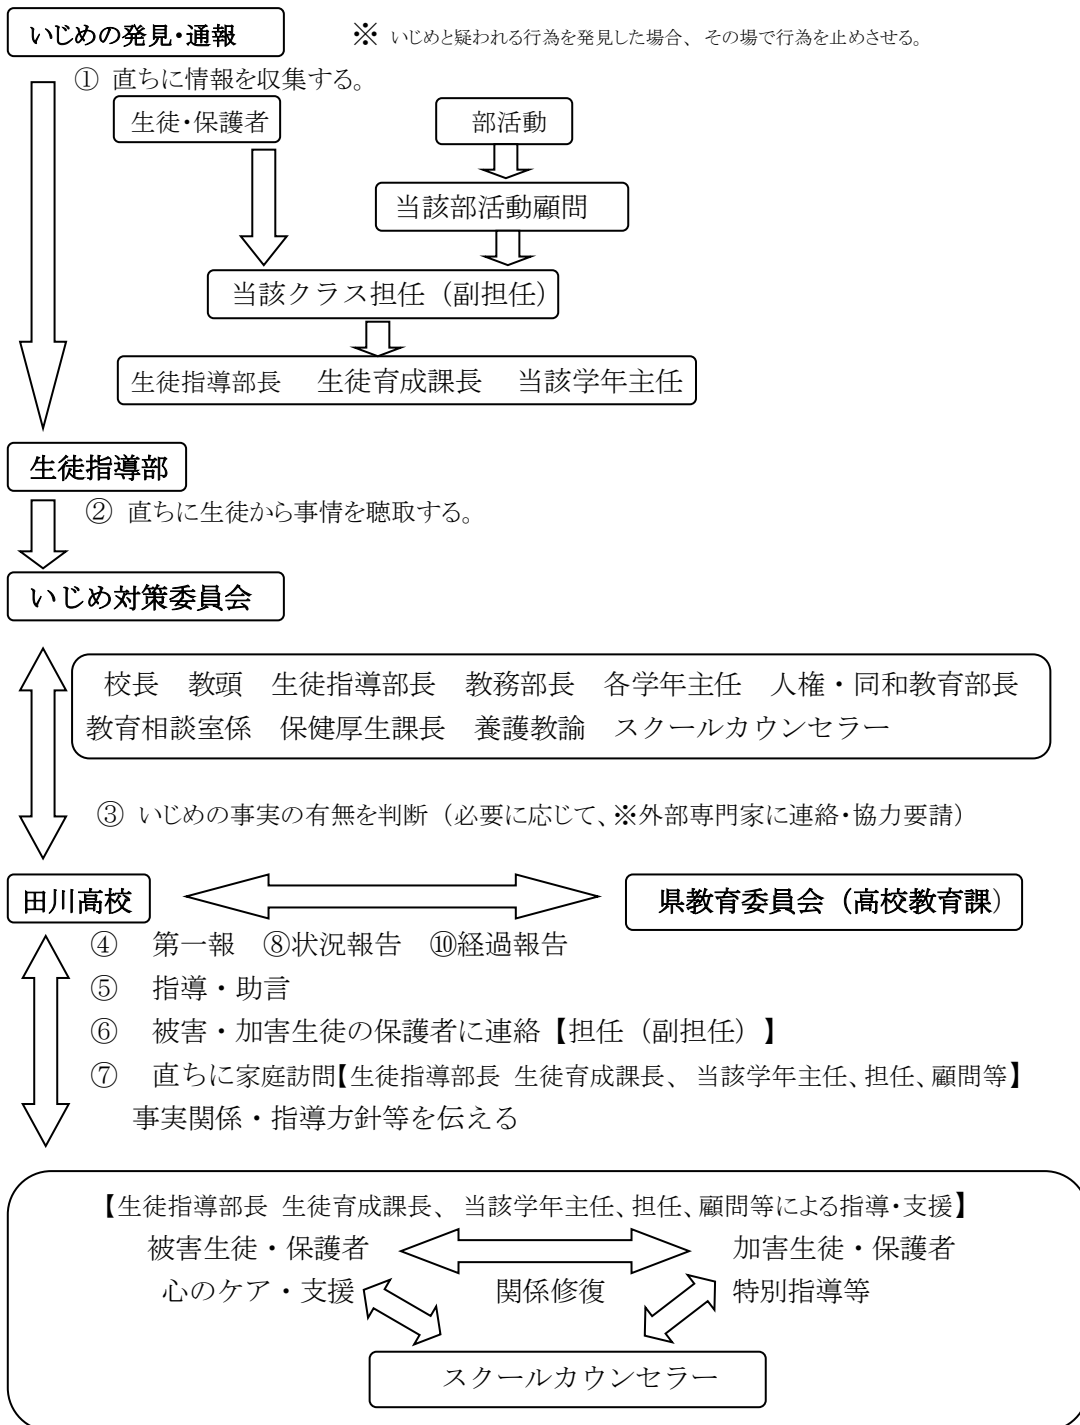 いじめの発見・通報
※ いじめと疑われる行為を発見した場合、その場で行為を止めさせる。
① 直ちに情報を収集する。
生徒・保護者
部活動
当該部活動顧問
当該クラス担任（副担任）
生徒指導部長 生徒育成課長 当該学年主任
生徒指導部
② 直ちに生徒から事情を聴取する。
いじめ対策委員会
校長 教頭 生徒指導部長 教務部長 各学年主任 人権・同和教育部長
教育相談室係 保健厚生課長 養護教諭 スクールカウンセラー
③ いじめの事実の有無を判断（必要に応じて、※外部専門家に連絡・協力要請）
田川高校
県教育委員会（高校教育課）
④ 第一報 ⑧状況報告 ⑩経過報告
⑤ 指導・助言
⑥ 被害・加害生徒の保護者に連絡【担任（副担任）】
⑦ 直ちに家庭訪問【生徒指導部長 生徒育成課長、当該学年主任、担任、顧問等】
事実関係・指導方針等を伝える
【生徒指導部長 生徒育成課長、当該学年主任、担任、顧問等による指導・支援】
被害生徒・保護者
加害生徒・保護者
心のケア・支援
関係修復
特別指導等
スクールカウンセラー